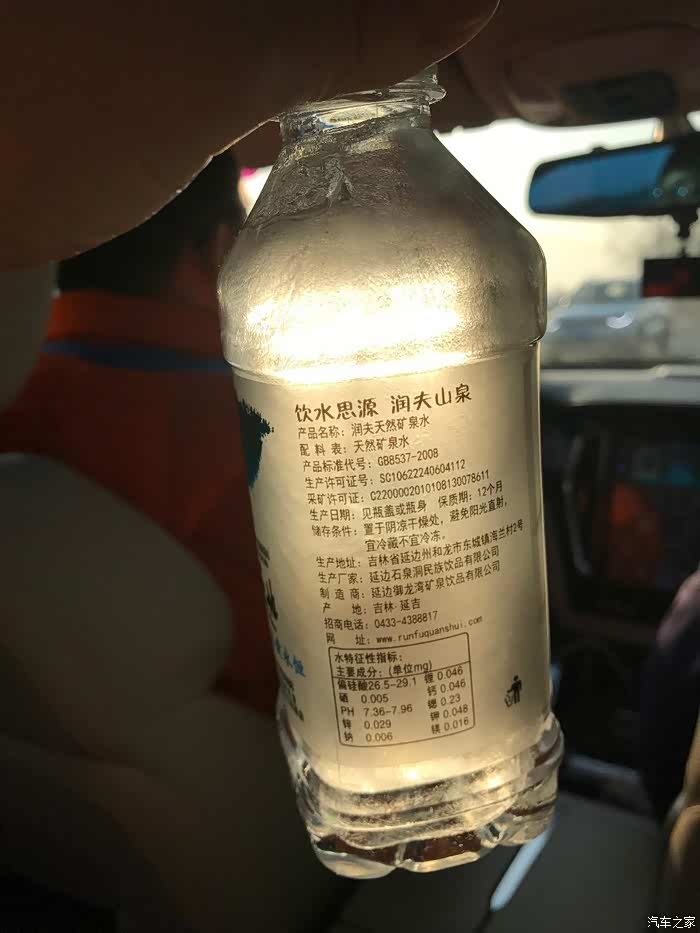 饮水思源 润夫山泉
产品名称: 润夫天然矿泉水
配 料 表: 天然矿泉水
产品标准代号: GB8537-2008
生产许可证号: SC10622240604112
采矿许可证: C2200002010108130078611
生产日期: 见瓶盖或瓶身 保质期: 12个月
储存条件: 置于阴凉干燥处, 避免阳光直射,
宜冷藏不宜冷冻。
生产地址: 吉林省延边州和龙市东城镇海兰村2号
生产厂家: 延边石泉洞民族饮品有限公司
制 造 商: 延边御龙湾矿泉饮品有限公司
产 地: 吉林·延吉
招商电话: 0433-4388817
网 址: www.runfuquanshui.com
水特征性指标:
主要成分: (单位mg)
偏硅酸26.5-29.1 锂 0.046
硒 0.005 钙 0.046
PH 7.36-7.96 锶 0.23
锌 0.029 钾 0.048
钠 0.006 镁 0.016
汽车之家